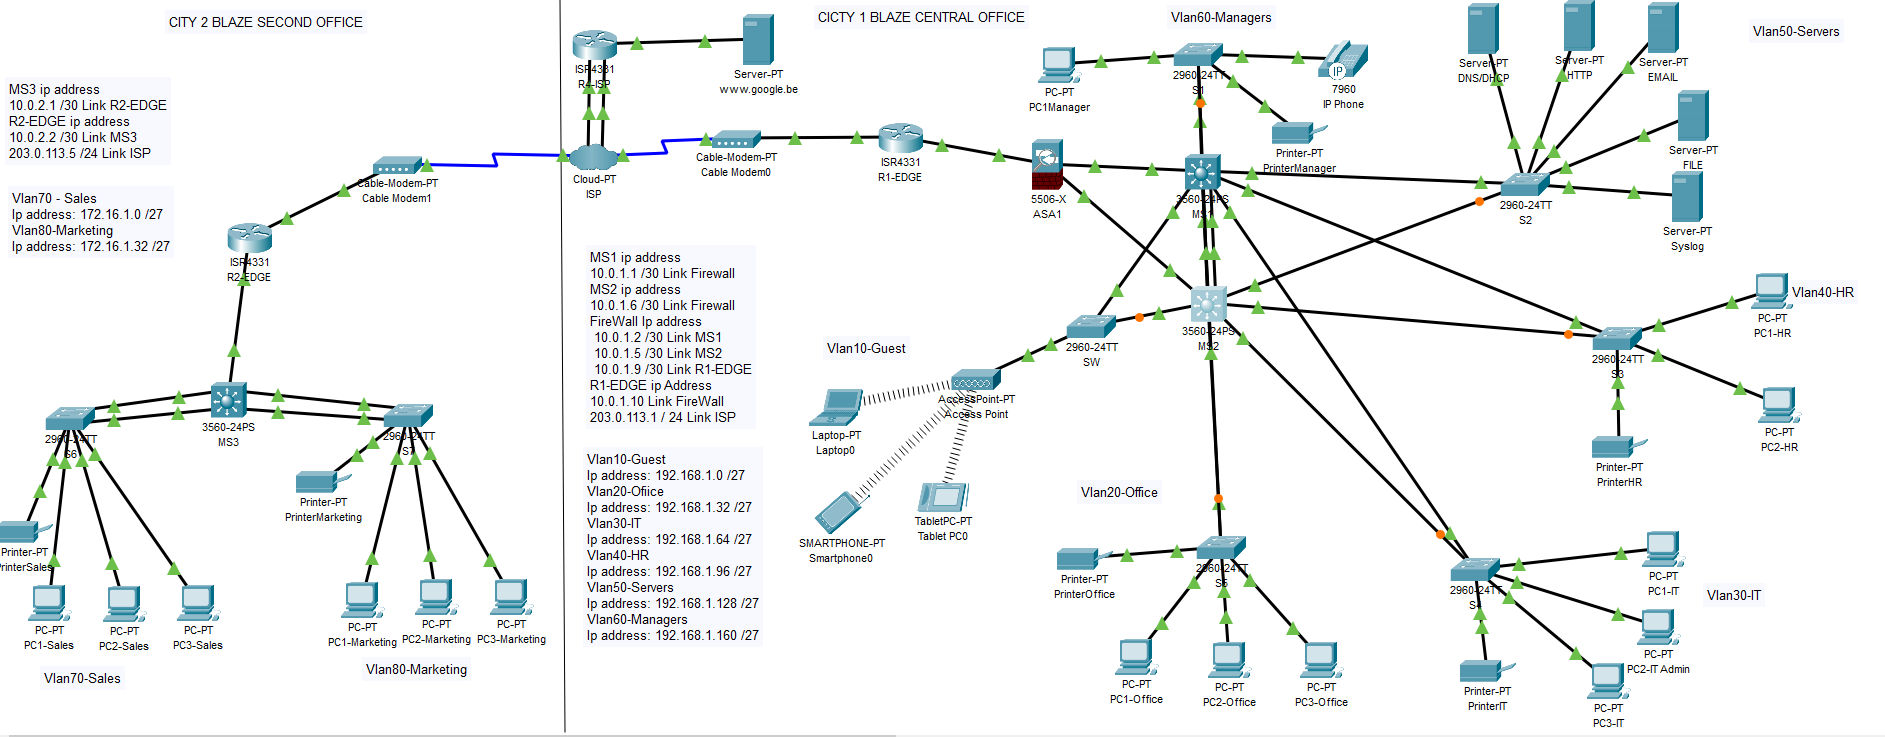 CITY 2 BLAZE SECOND OFFICE
MS3 ip address
10.0.2.1 /30 Link R2-EDGE
R2-EDGE ip address
10.0.2.2 /30 Link MS3
203.0.113.5 /24 Link ISP
Vlan70 - Sales
Ip address: 172.16.1.0 /27
Vlan80-Marketing
Ip address: 172.16.1.32 /27
Cable-Modem-PT
Cable Modem1
ISR4331
R2-EDGE
3560-24PS
MS3
2960-24TT
S6
2960-24TT
S7
Printer-PT
PrinterSales
PC-PT
PC1-Sales
PC-PT
PC2-Sales
PC-PT
PC3-Sales
Vlan70-Sales
Printer-PT
PrinterMarketing
PC-PT
PC1-Marketing
PC-PT
PC2-Marketing
PC-PT
PC3-Marketing
Vlan80-Marketing
CICTY 1 BLAZE CENTRAL OFFICE
ISR4331
R4-ISP
Server-PT
www.google.be
Cloud-PT
ISP
Cable-Modem-PT
Cable Modem0
ISR4331
R1-EDGE
5506-X
ASA1
MS1 ip address
10.0.1.1 /30 Link Firewall
MS2 ip address
10.0.1.6 /30 Link Firewall
FireWall Ip address
10.0.1.2 /30 Link MS1
10.0.1.5 /30 Link MS2
10.0.1.9 /30 Link R1-EDGE
R1-EDGE ip Address
10.0.1.10 Link FireWall
203.0.113.1 / 24 Link ISP
Vlan10-Guest
Ip address: 192.168.1.0 /27
Vlan20-Ofiice
Ip address: 192.168.1.32 /27
Vlan30-IT
Ip address: 192.168.1.64 /27
Vlan40-HR
Ip address: 192.168.1.96 /27
Vlan50-Servers
Ip address: 192.168.1.128 /27
Vlan60-Managers
Ip address: 192.168.1.160 /27
Vlan60-Managers
PC-PT
PC1Manager
2960-24TT
S1
IP
7960
IP Phone
Printer-PT
PrinterManager
3560-24PS
MS1
3560-24PS
MS2
Vlan50-Servers
Server-PT
DNS/DHCP
Server-PT
HTTP
Server-PT
EMAIL
Server-PT
FILE
Server-PT
Syslog
2960-24TT
S2
Vlan10-Guest
2960-24TT
SW
AccessPoint-PT
Access Point
Laptop-PT
Laptop0
SMARTPHONE-PT
Smartphone0
TabletPC-PT
Tablet PC0
Vlan40-HR
2960-24TT
S3
PC-PT
PC1-HR
PC-PT
PC2-HR
Printer-PT
PrinterHR
Vlan20-Office
2960-24TT
S5
Printer-PT
PrinterOffice
PC-PT
PC1-Office
PC-PT
PC2-Office
PC-PT
PC3-Office
Vlan30-IT
2960-24TT
S4
PC-PT
PC1-IT
PC-PT
PC2-IT Admin
PC-PT
PC3-IT
Printer-PT
PrinterIT